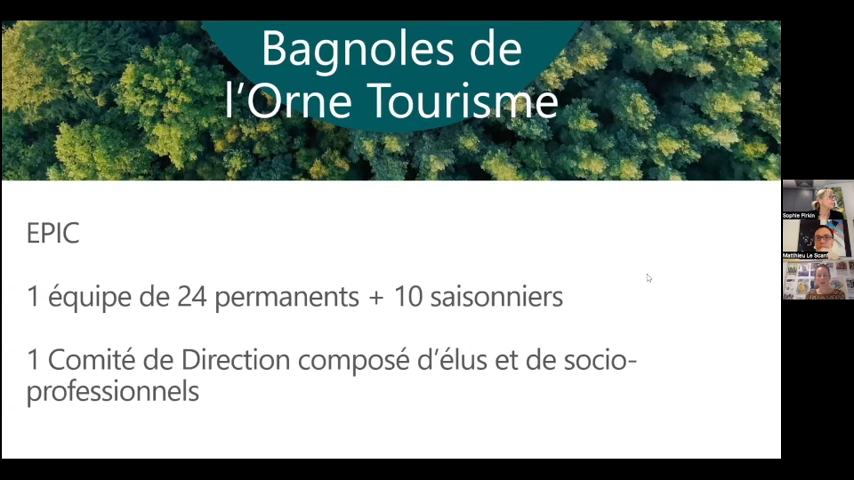 Bagnoles de
l'Orne Tourisme
EPIC
1 équipe de 24 permanents + 10 saisonniers
1 Comité de Direction composé d'élus et de socio-
professionnels
Sophie Pirkin
Matthieu Le Scarff